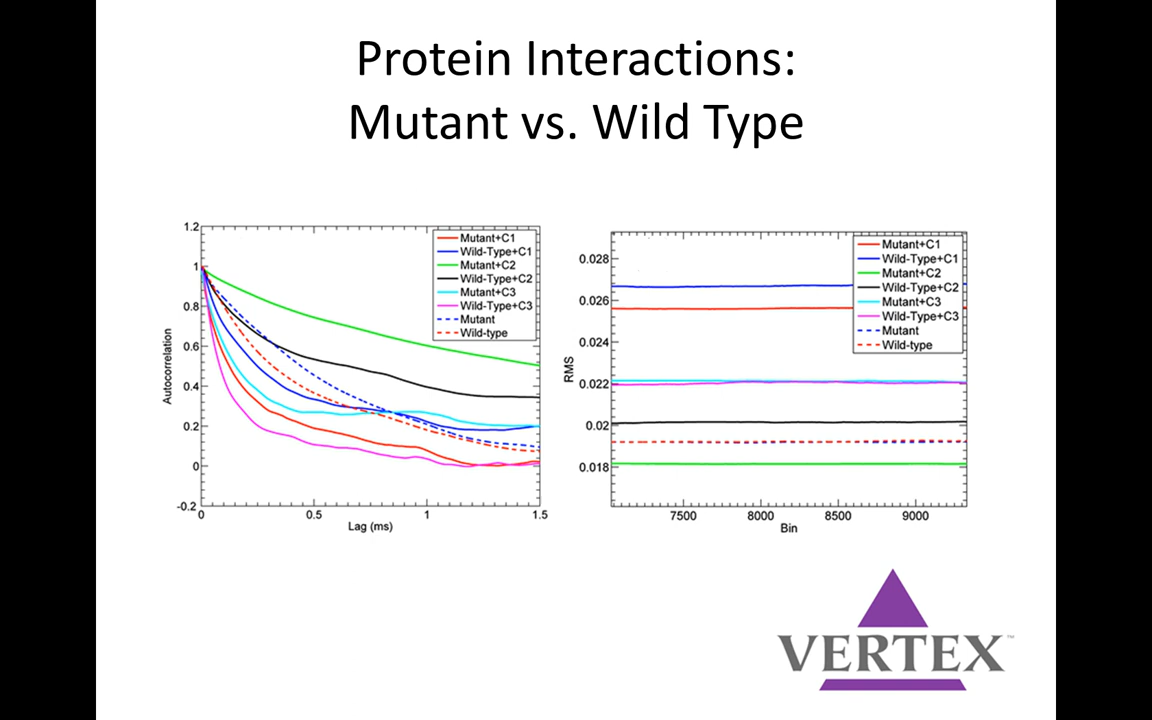 Protein Interactions:
Mutant vs. Wild Type
1.2
1
0.8
0.6
0.4
0.2
0
-0.2
Autocorrelation
0
0.5
1
1.5
Lag (ms)
Mutant+C1
Wild-Type+C1
Mutant+C2
Wild-Type+C2
Mutant+C3
Wild-Type+C3
Mutant
Wild-type
0.028
0.026
0.024
0.022
0.02
0.018
RMS
7500
8000
8500
9000
Bin
Mutant+C1
Wild-Type+C1
Mutant+C2
Wild-Type+C2
Mutant+C3
Wild-Type+C3
Mutant
Wild-type
VERTEX™